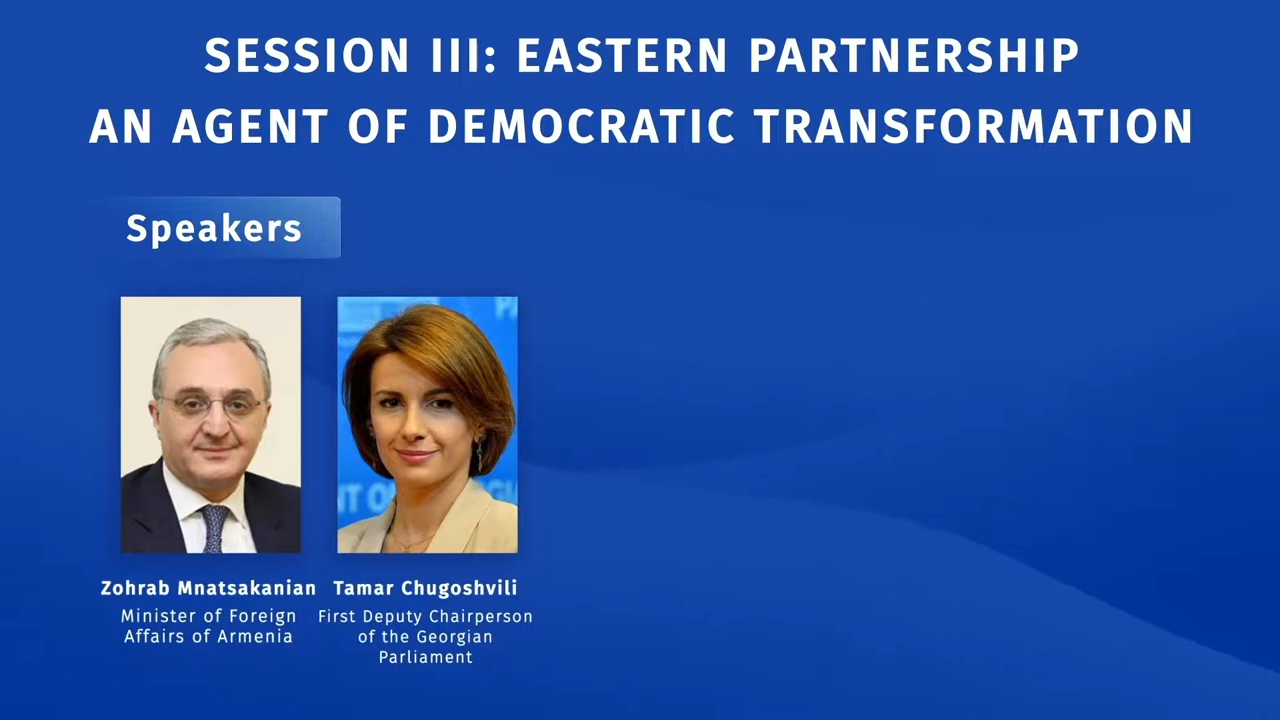 SESSION III: EASTERN PARTNERSHIP
AN AGENT OF DEMOCRATIC TRANSFORMATION
Speakers
Zohrab Mnatsakanian
Minister of Foreign
Affairs of Armenia
Tamar Chugoshvili
First Deputy Chairperson
of the Georgian
Parliament